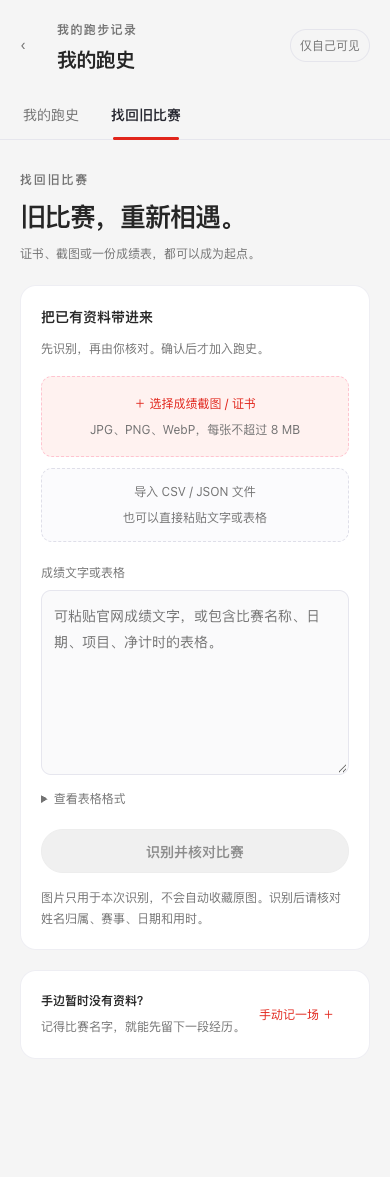 我的跑步记录
‹
我的跑史
仅自己可见
我的跑史
找回旧比赛
找回旧比赛
旧比赛，重新相遇。
证书、截图或一份成绩表，都可以成为起点。
把已有资料带进来
先识别，再由你核对。确认后才加入跑史。
＋ 选择成绩截图 / 证书
JPG、PNG、WebP，每张不超过 8 MB
导入 CSV / JSON 文件
也可以直接粘贴文字或表格
成绩文字或表格
可粘贴官网成绩文字，或包含比赛名称、日
期、项目、净计时的表格。
▶ 查看表格格式
识别并核对比赛
图片只用于本次识别，不会自动收藏原图。识别后请核对
姓名归属、赛事、日期和用时。
手边暂时没有资料？
记得比赛名字，就能先留下一段经历。
手动记一场 ＋